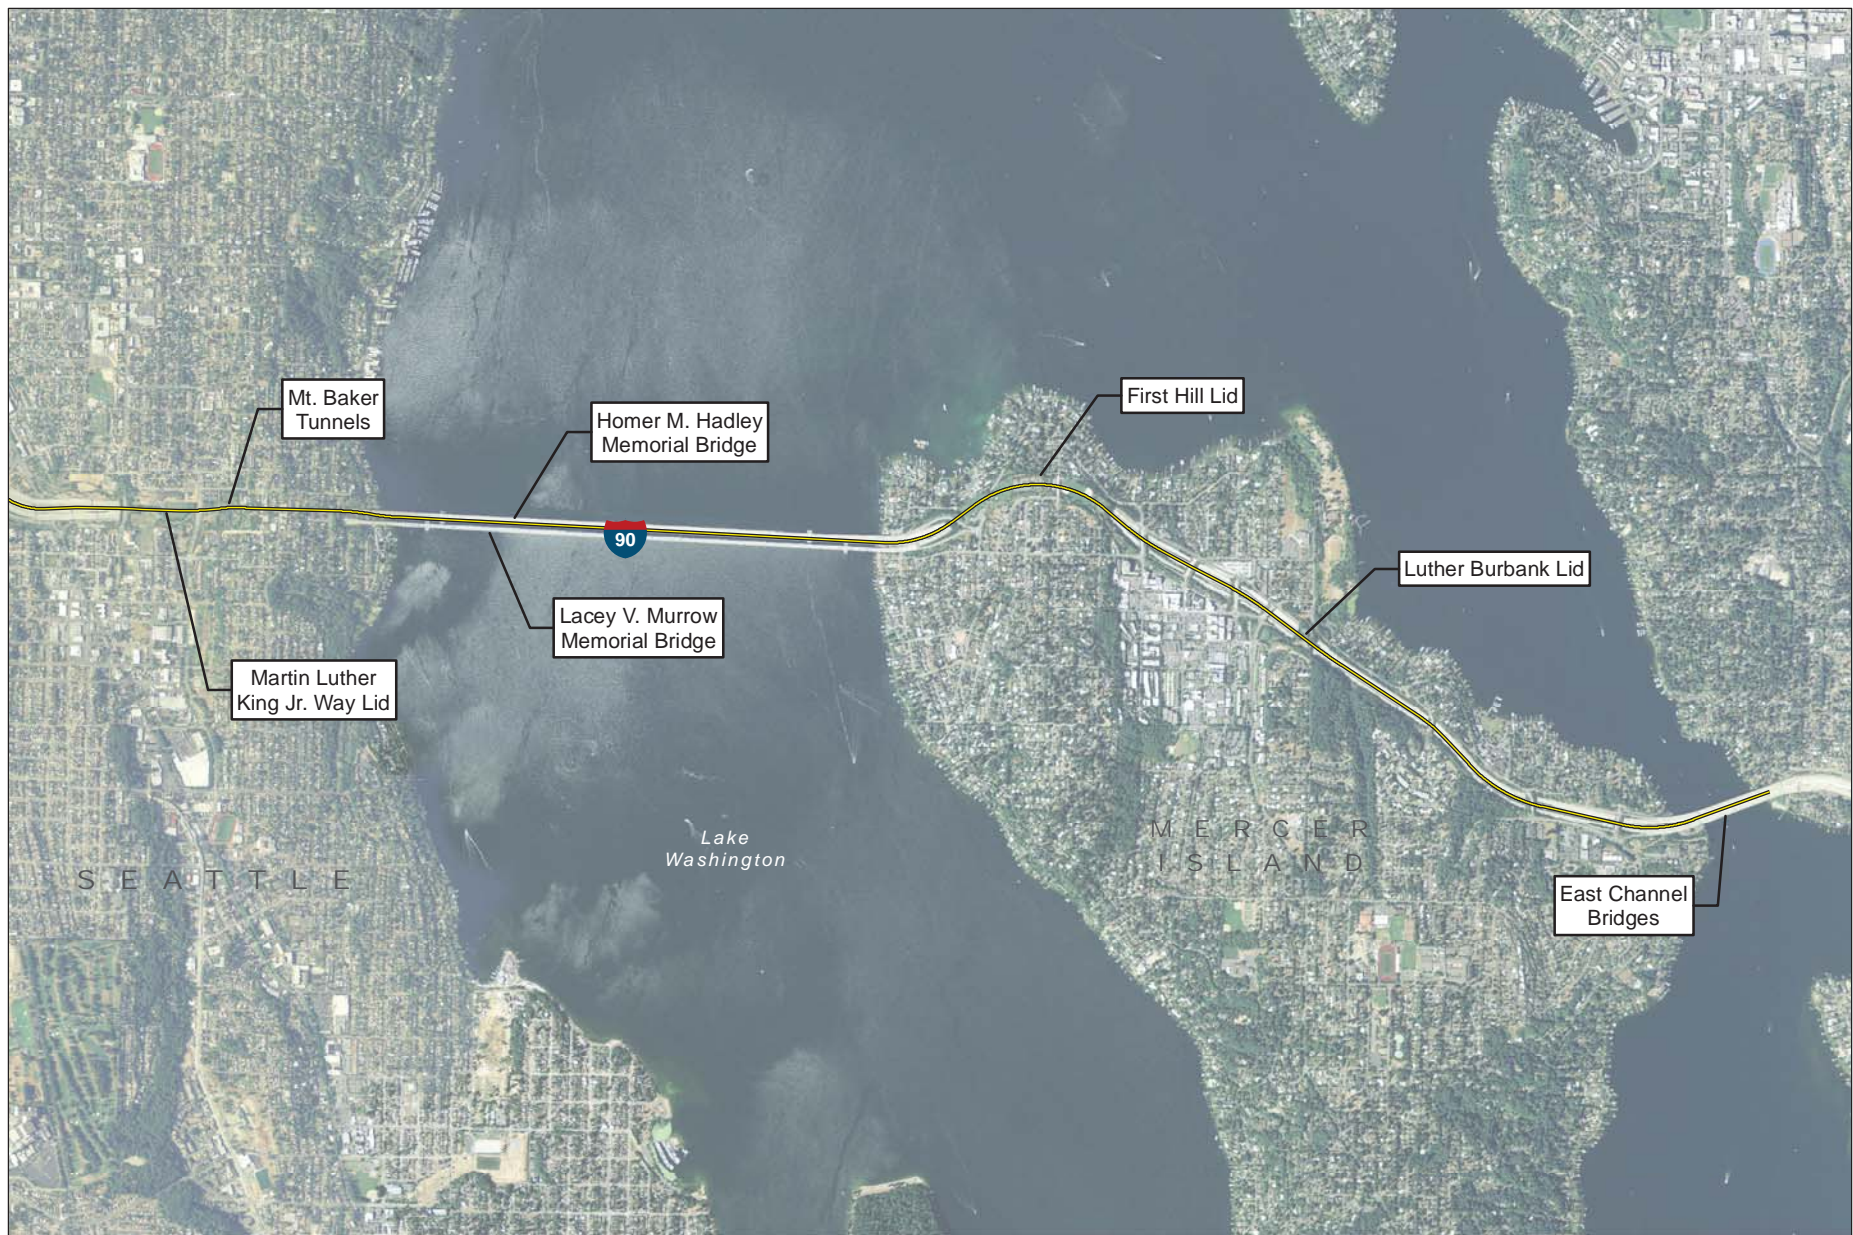 Mt. Baker
Tunnels
Homer M. Hadley
Memorial Bridge
First Hill Lid
90
Luther Burbank Lid
Lacey V. Murrow
Memorial Bridge
Martin Luther
King Jr. Way Lid
Lake
Washington
MERCER
ISLAND
SEATTLE
East Channel
Bridges